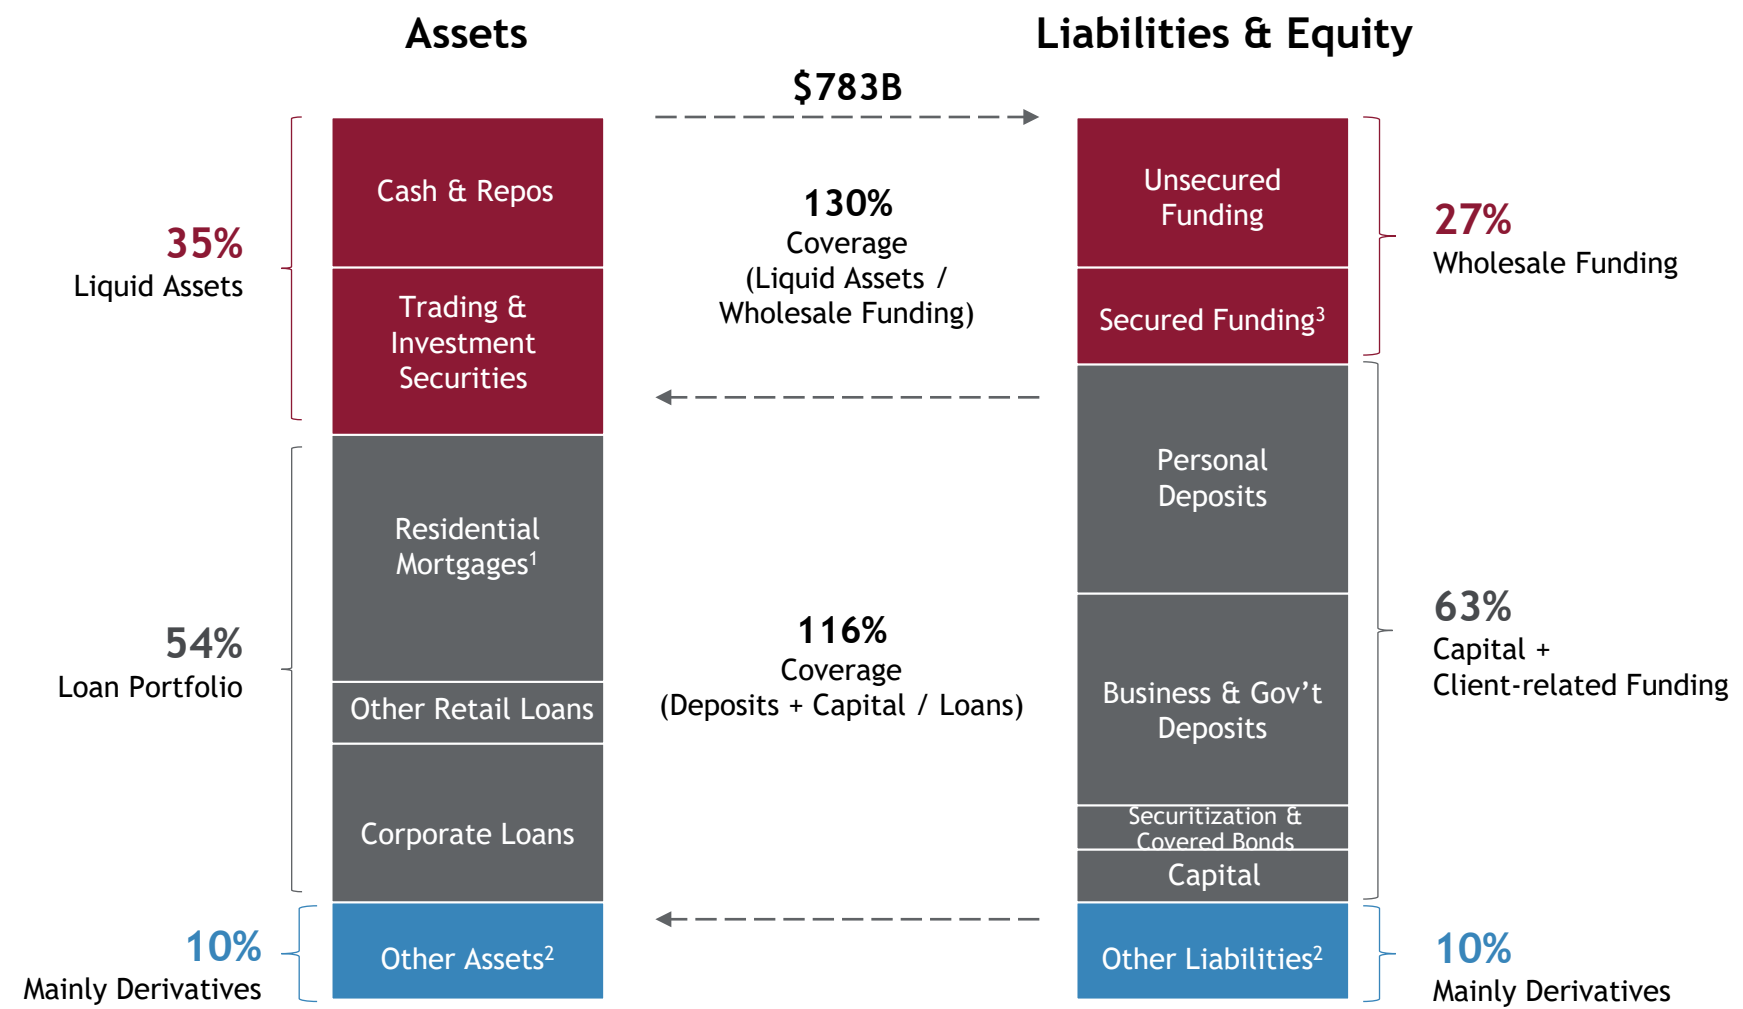 Assets
Liabilities & Equity
$783B
35%
Liquid Assets
Cash & Repos
Trading &
Investment
Securities
130%
Coverage
(Liquid Assets /
Wholesale Funding)
Unsecured
Funding
Secured Funding³
27%
Wholesale Funding
54%
Loan Portfolio
Residential
Mortgages¹
Other Retail Loans
Corporate Loans
116%
Coverage
(Deposits + Capital / Loans)
Personal
Deposits
Business & Gov’t
Deposits
Securitization &
Covered Bonds
Capital
63%
Capital +
Client-related Funding
10%
Mainly Derivatives
Other Assets²
Other Liabilities²
10%
Mainly Derivatives